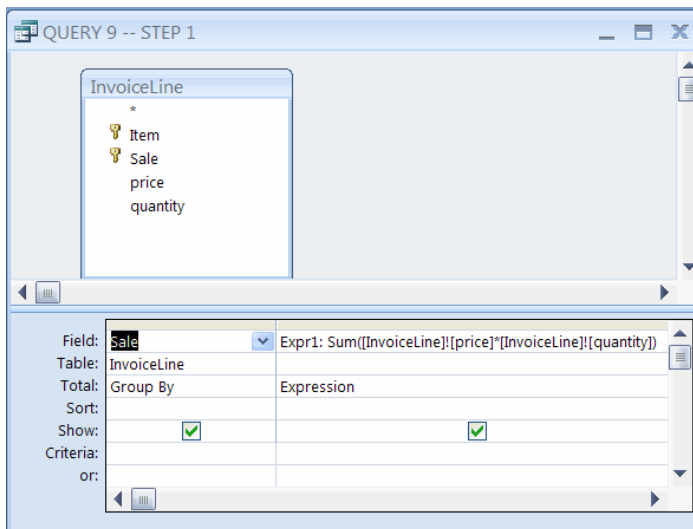 QUERY 9 -- STEP 1
InvoiceLine
*
Item
Sale
price
quantity
Field: Sale Expr1: Sum([InvoiceLine]![price]*[InvoiceLine]![quantity])
Table: InvoiceLine
Total: Group By Expression
Sort:
Show:
Criteria:
or: